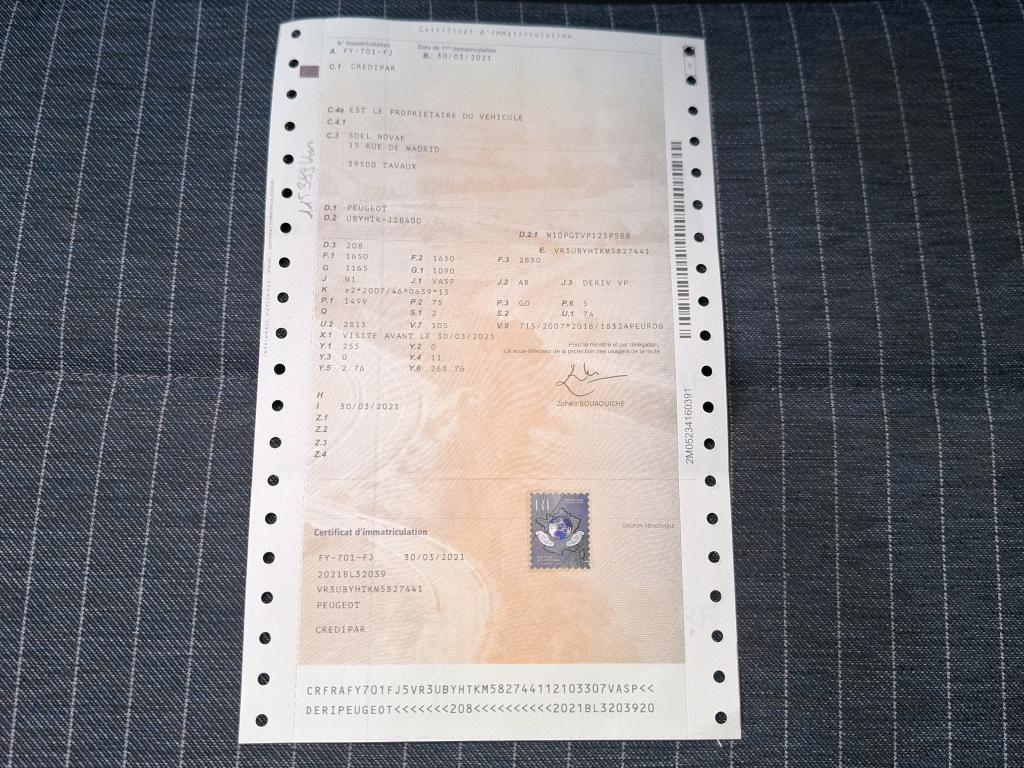 Certificat d'immatriculation
N° immatriculation Date de 1ère immatriculation
A. FY-701-FJ B. 30/03/2021
C.1 CREDIPAR
C.4a EST LE PROPRIÉTAIRE DU VÉHICULE
C.4.1
C.3 SDEL NOVAE
15 RUE DE MADRID
39500 TAVAUX
D.1 PEUGEOT
D.2 UBYHTK-J2B400
D.2.1 M10PGTVP125P588
D.3 208 E. VR3UBYHTKM5827441
F.1 1650 F.2 1650 F.3 2850
G 1165 G.1 1090
J M1 J.1 VASP J.2 AB J.3 DERIV VP
K e2*2007/46*0639*13
P.1 1499 P.2 75 P.3 GO P.6 5
Q S.1 2 S.2 U.1 74
U.2 2813 V.7 105 V.9 715/2007*2018/1832APEURO6
X.1 VISITE AVANT LE 30/03/2025
Y.1 255 Y.2 0
Y.3 0 Y.4 11
Y.5 2.76 Y.6 268.76
Pour le ministre et par délégation,
Le sous-directeur de la protection des usagers de la route
Zoheir BOUAOUICHE
H
I 30/03/2021
Z.1
Z.2
Z.3
Z.4
2M05234160391
COUPON DÉTACHABLE
Certificat d'immatriculation
FY-701-FJ 30/03/2021
2021BL32039
VR3UBYHTKM5827441
PEUGEOT
CREDIPAR
CRFRAFY701FJ5VR3UBYHTKM582744112103307VASP<<
DERIPEUGEOT<<<<<<<208<<<<<<<<<<2021BL3203920